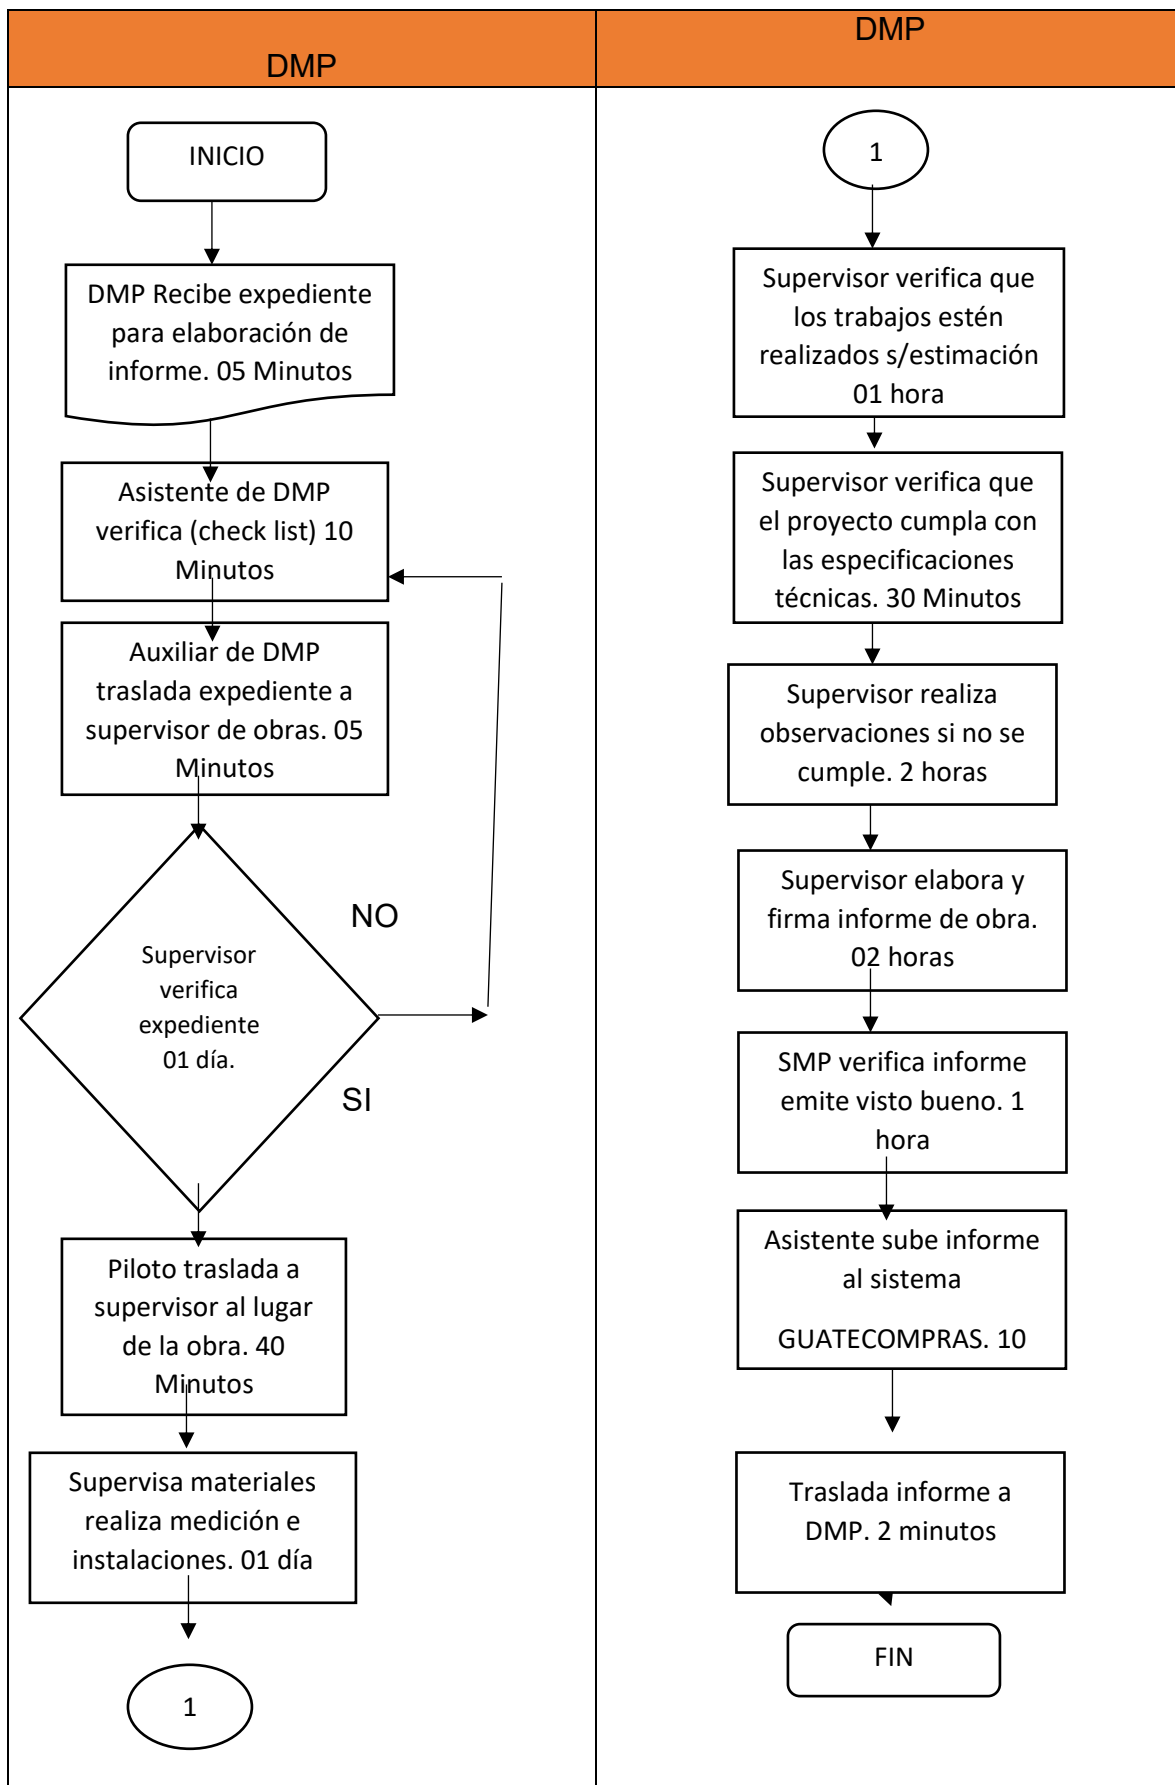 DMP
INICIO
DMP Recibe expediente
para elaboración de
informe. 05 Minutos
Asistente de DMP
verifica (check list) 10
Minutos
Auxiliar de DMP
traslada expediente a
supervisor de obras. 05
Minutos
NO
Supervisor
verifica
expediente
01 día.
SI
Piloto traslada a
supervisor al lugar
de la obra. 40
Minutos
Supervisa materiales
realiza medición e
instalaciones. 01 día
1
DMP
1
Supervisor verifica que
los trabajos estén
realizados s/estimación
01 hora
Supervisor verifica que
el proyecto cumpla con
las especificaciones
técnicas. 30 Minutos
Supervisor realiza
observaciones si no se
cumple. 2 horas
Supervisor elabora y
firma informe de obra.
02 horas
SMP verifica informe
emite visto bueno. 1
hora
Asistente sube informe
al sistema
GUATECOMPRAS. 10
Traslada informe a
DMP. 2 minutos
FIN